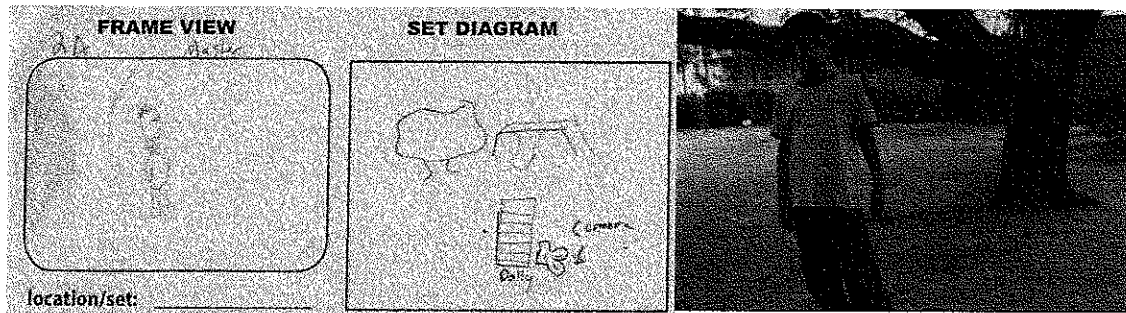 FRAME VIEW
SET DIAGRAM
Master
Camera
Dolly
location/set: